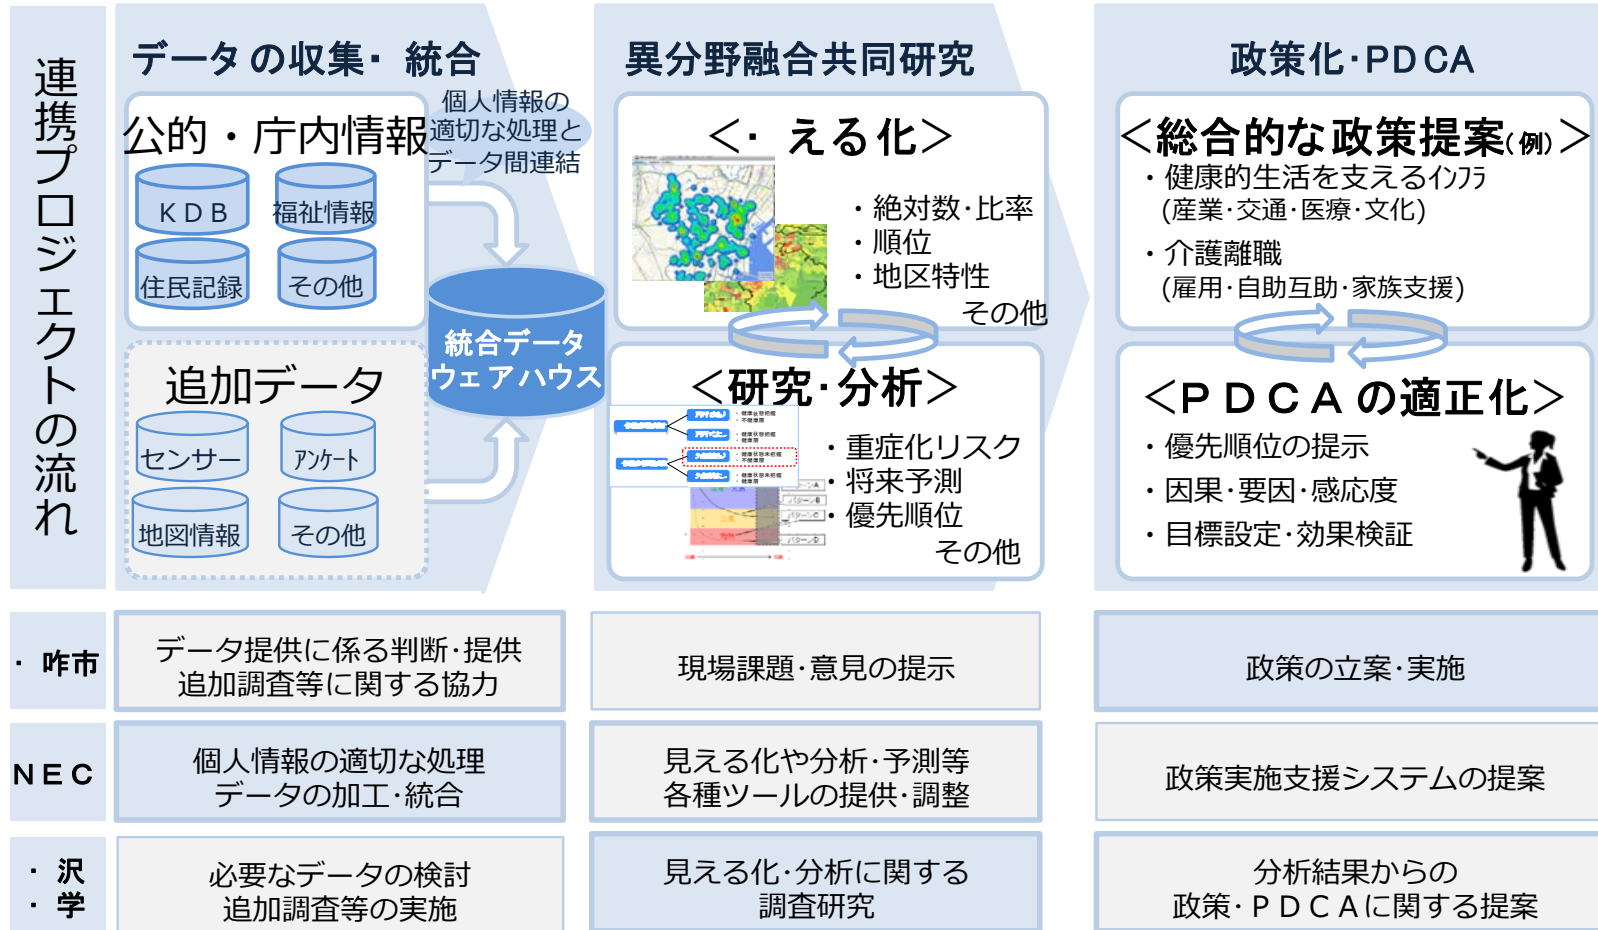 連携プロジェクトの流れ
データの収集・ 統合
公的・庁内情報
個人情報の
適切な処理と
データ間連結
KDB
福祉情報
住民記録
その他
統合データ
ウェアハウス
追加データ
センサー
アンケート
地図情報
その他
異分野融合共同研究
＜・ える化＞
・絶対数・比率
・順位
・地区特性
その他
＜研究・分析＞
・重症化リスク
・将来予測
・優先順位
その他
政策化・PDCA
＜総合的な政策提案(例)＞
・健康的生活を支えるインフラ
(産業・交通・医療・文化)
・介護離職
(雇用・自助互助・家族支援)
＜PDCAの適正化＞
・優先順位の提示
・因果・要因・感応度
・目標設定・効果検証
・ 咋市
データ提供に係る判断・提供
追加調査等に関する協力
現場課題・意見の提示
政策の立案・実施
NEC
個人情報の適切な処理
データの加工・統合
見える化や分析・予測等
各種ツールの提供・調整
政策実施支援システムの提案
・ 沢
・ 学
必要なデータの検討
追加調査等の実施
見える化・分析に関する
調査研究
分析結果からの
政策・PDCAに関する提案